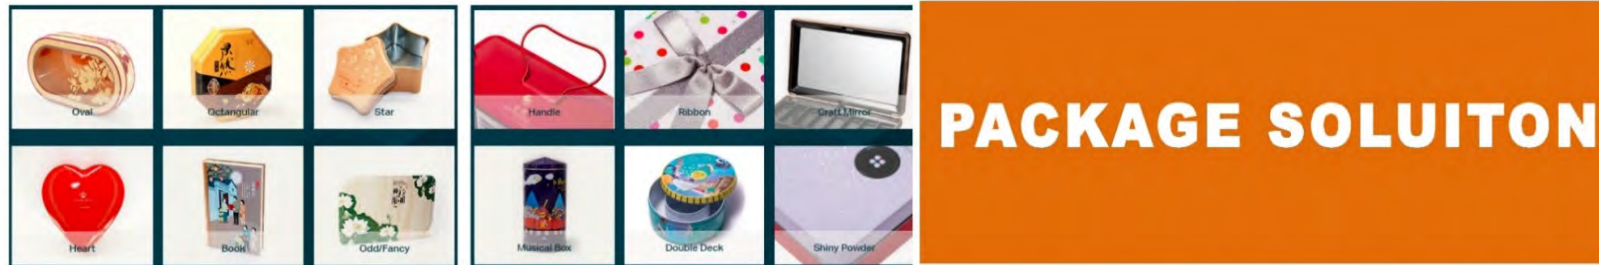 Oval
Octangular
Star
Handle
Ribbon
Craft Mirror
PACKAGE SOLUITON
Heart
Book
Odd/Fancy
Musical Box
Double Deck
Shiny Powder